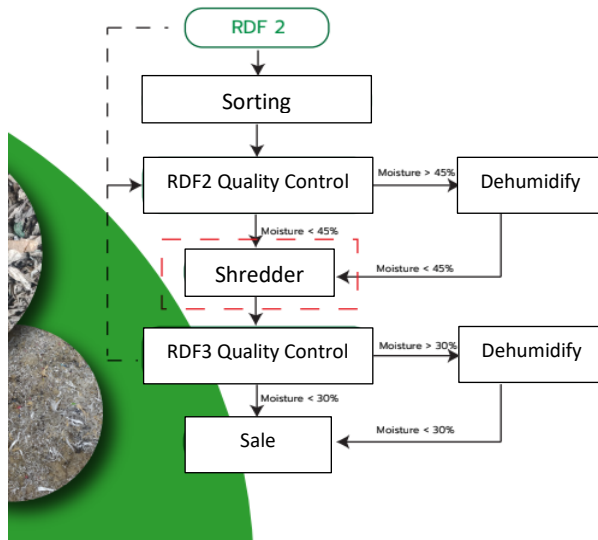 RDF 2
Sorting
RDF2 Quality Control
Moisture > 45%
Dehumidify
Moisture < 45%
Shredder
Moisture < 45%
RDF3 Quality Control
Moisture > 30%
Dehumidify
Moisture < 30%
Sale
Moisture < 30%